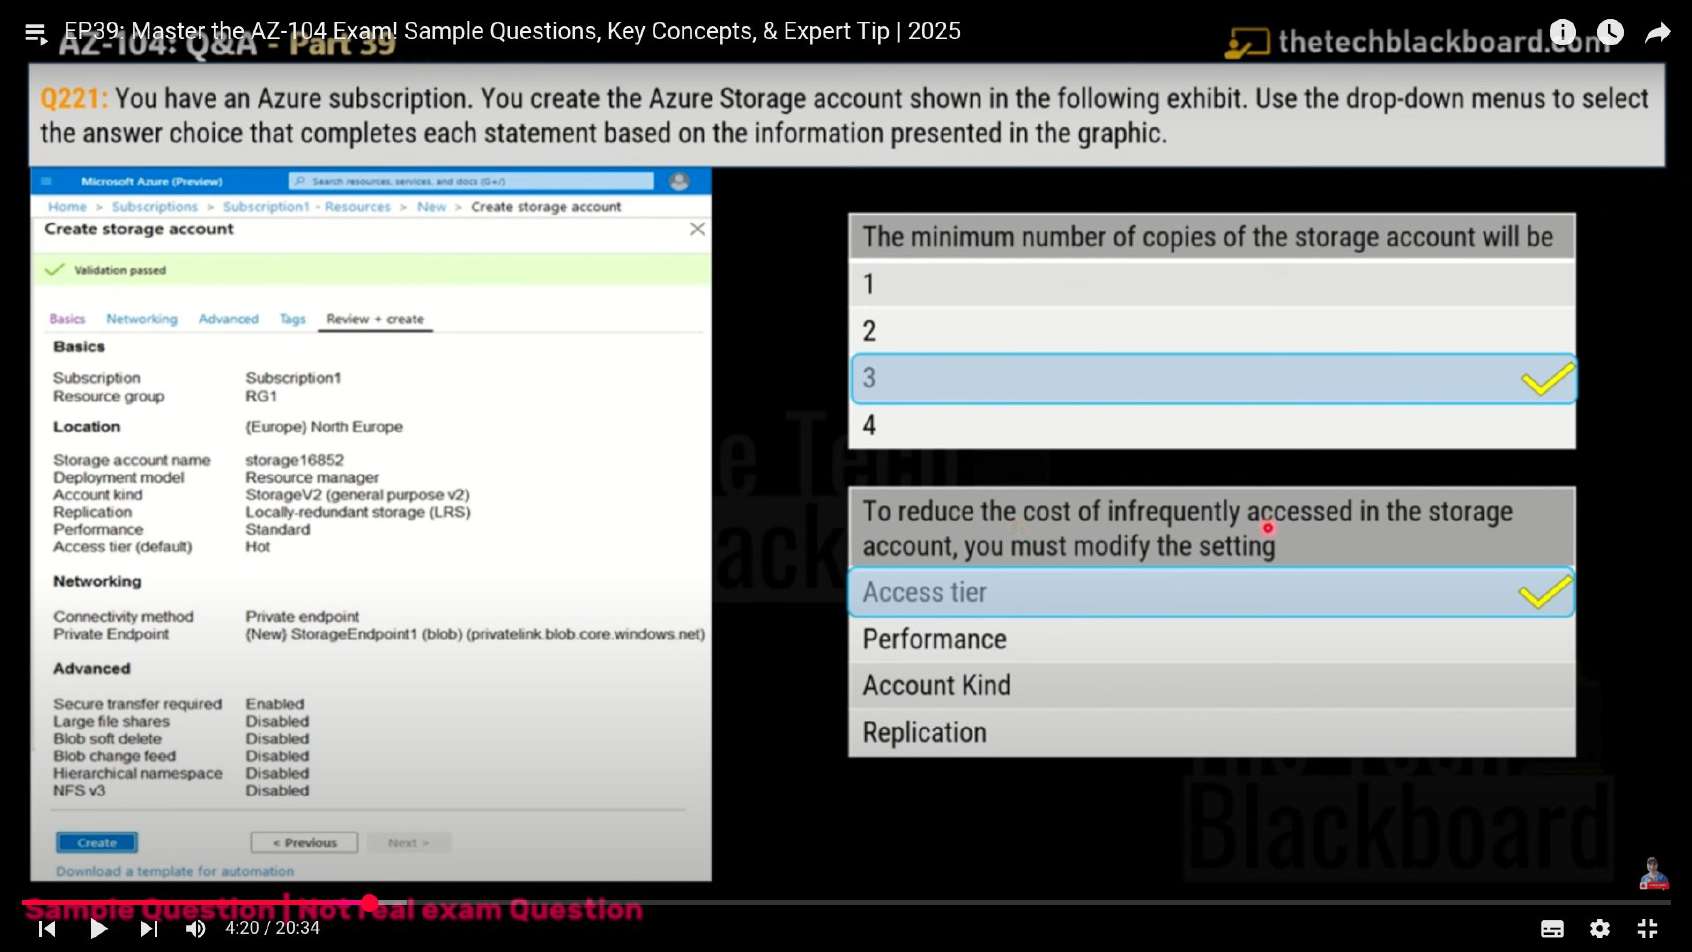 EP39: Master the AZ-104 Exam! Sample Questions, Key Concepts, & Expert Tip | 2025
AZ-104: Q&A - Part 39
thetechblackboard.com
Q221: You have an Azure subscription. You create the Azure Storage account shown in the following exhibit. Use the drop-down menus to select
the answer choice that completes each statement based on the information presented in the graphic.
Microsoft Azure (Preview)
Search resources, services, and docs (G+/)
Home > Subscriptions > Subscription1 - Resources > New > Create storage account
Create storage account
Validation passed
Basics Networking Advanced Tags Review + create
Basics
Subscription Subscription1
Resource group RG1
Location (Europe) North Europe
Storage account name storage16852
Deployment model Resource manager
Account kind StorageV2 (general purpose v2)
Replication Locally-redundant storage (LRS)
Performance Standard
Access tier (default) Hot
Networking
Connectivity method Private endpoint
Private Endpoint (New) StorageEndpoint1 (blob) (privatelink.blob.core.windows.net)
Advanced
Secure transfer required Enabled
Large file shares Disabled
Blob soft delete Disabled
Blob change feed Disabled
Hierarchical namespace Disabled
NFS v3 Disabled
Create < Previous Next >
Download a template for automation
The minimum number of copies of the storage account will be
1
2
3
4
To reduce the cost of infrequently accessed in the storage
account, you must modify the setting
Access tier
Performance
Account Kind
Replication
Blackboard
Sample Question | Not real exam Question
4:20 / 20:34